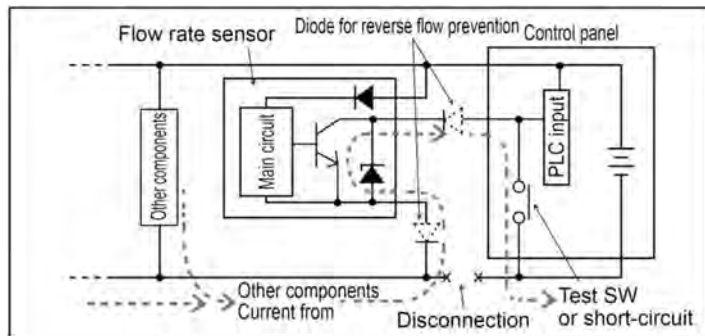 Diode for reverse flow prevention
Flow rate sensor
Control panel
Other components
Main circuit
PLC input
Other components
Current from
Disconnection
Test SW
or short-circuit